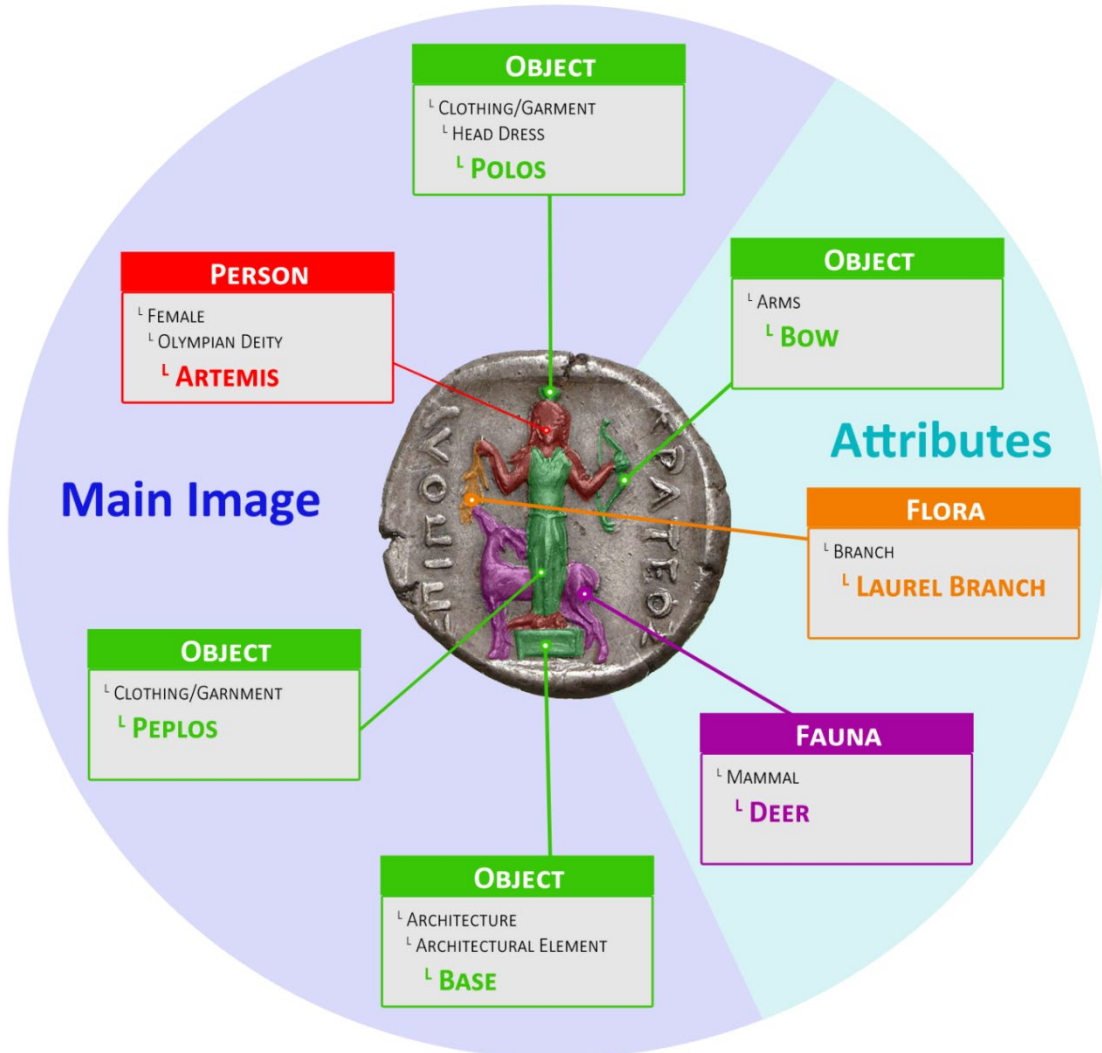 OBJECT
└ CLOTHING/GARMENT
└ HEAD DRESS
└ POLOS
PERSON
└ FEMALE
└ OLYMPIAN DEITY
└ ARTEMIS
OBJECT
└ ARMS
└ BOW
Main Image
Attributes
FLORA
└ BRANCH
└ LAUREL BRANCH
OBJECT
└ CLOTHING/GARNMENT
└ PEPLOS
FAUNA
└ MAMMAL
└ DEER
OBJECT
└ ARCHITECTURE
└ ARCHITECTURAL ELEMENT
└ BASE